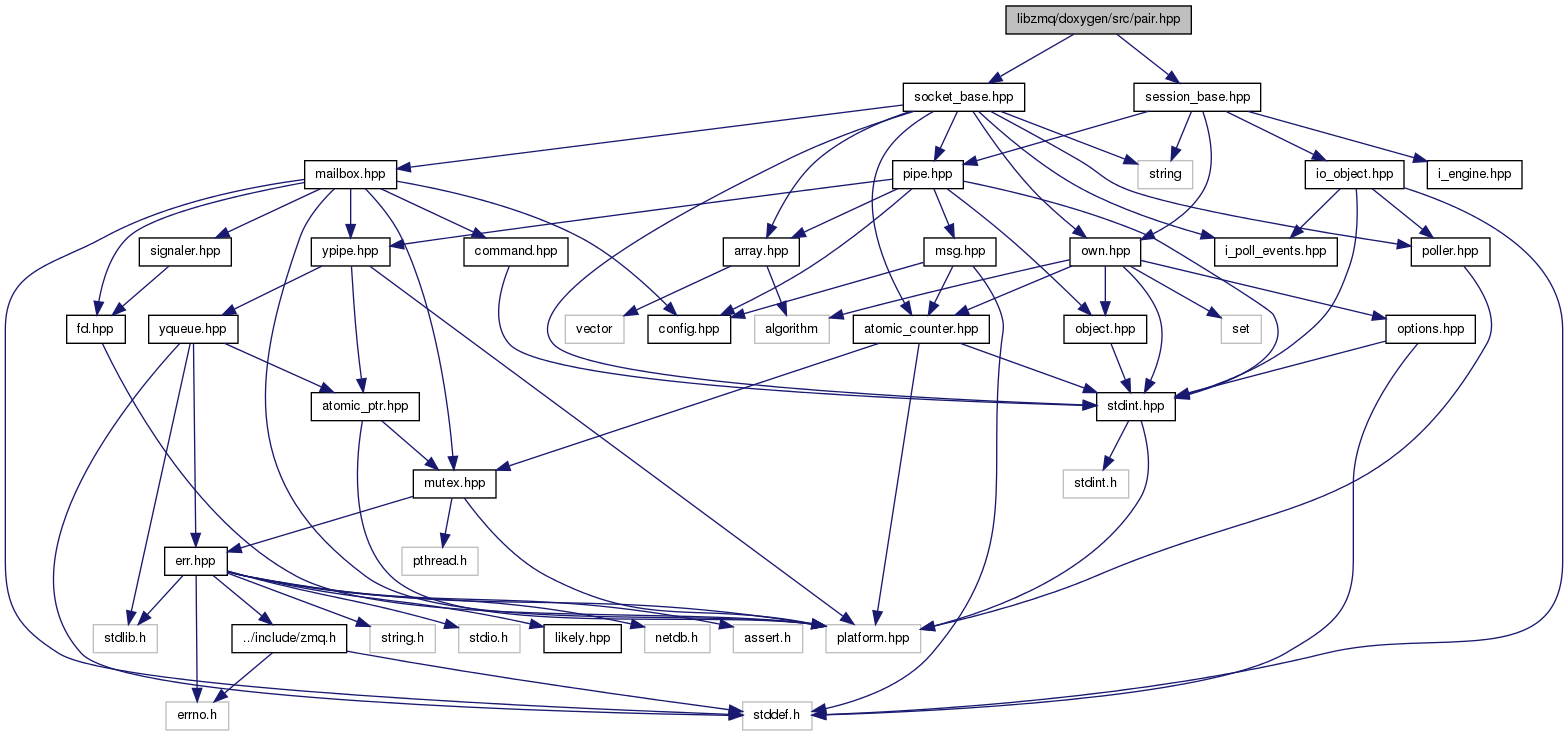 libzmq/doxygen/src/pair.hpp
socket_base.hpp
session_base.hpp
mailbox.hpp
pipe.hpp
string
io_object.hpp
i_engine.hpp
signaler.hpp
ypipe.hpp
command.hpp
array.hpp
msg.hpp
own.hpp
i_poll_events.hpp
poller.hpp
fd.hpp
yqueue.hpp
vector
config.hpp
algorithm
atomic_counter.hpp
object.hpp
set
options.hpp
atomic_ptr.hpp
stdint.hpp
mutex.hpp
stdint.h
err.hpp
pthread.h
stdlib.h
../include/zmq.h
string.h
stdio.h
likely.hpp
netdb.h
assert.h
platform.hpp
errno.h
stddef.h